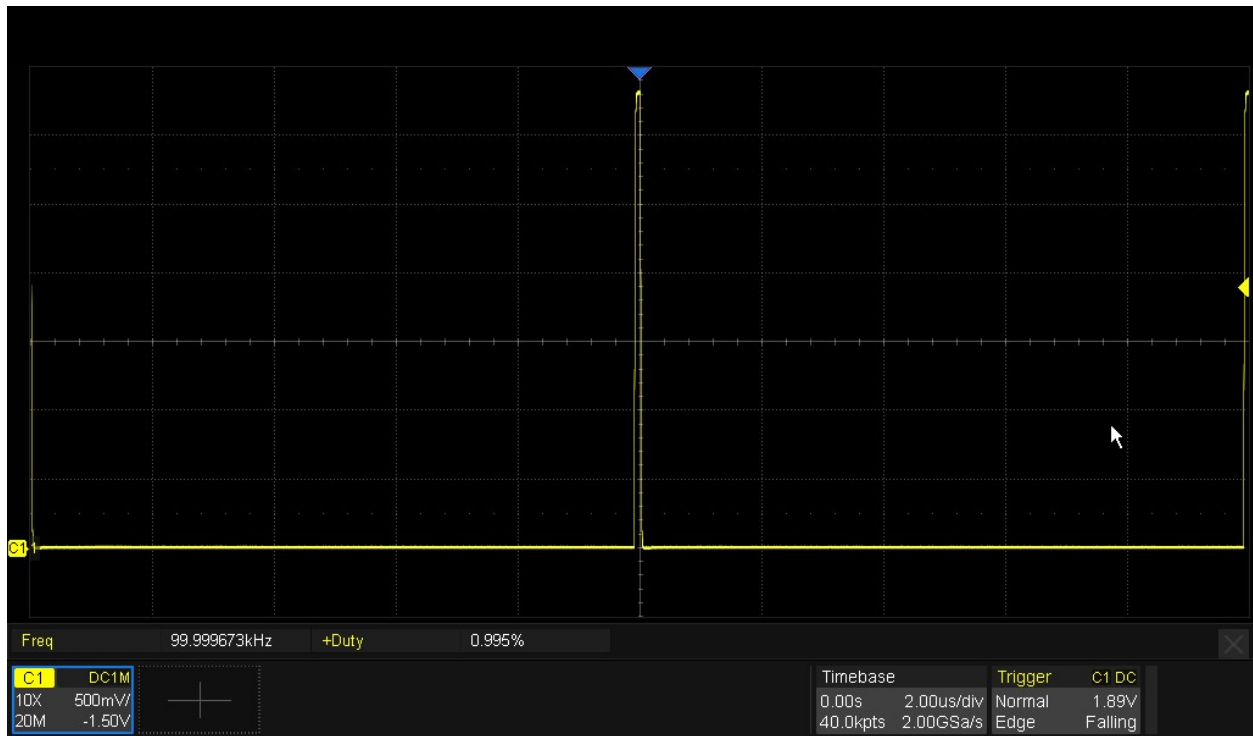 C1 1
Freq 99.999673kHz +Duty 0.995%
C1 DC1M
10X 500mV/
20M -1.50V
Timebase
0.00s 2.00us/div
40.0kpts 2.00GSa/s
Trigger C1 DC
Normal 1.89V
Edge Falling